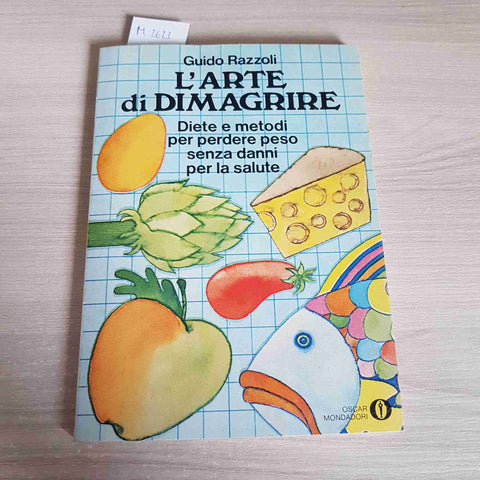 M 2623
Guido Razzoli
L'ARTE
di DIMAGRIRE
Diete e metodi
per perdere peso
senza danni
per la salute
OSCAR
MONDADORI